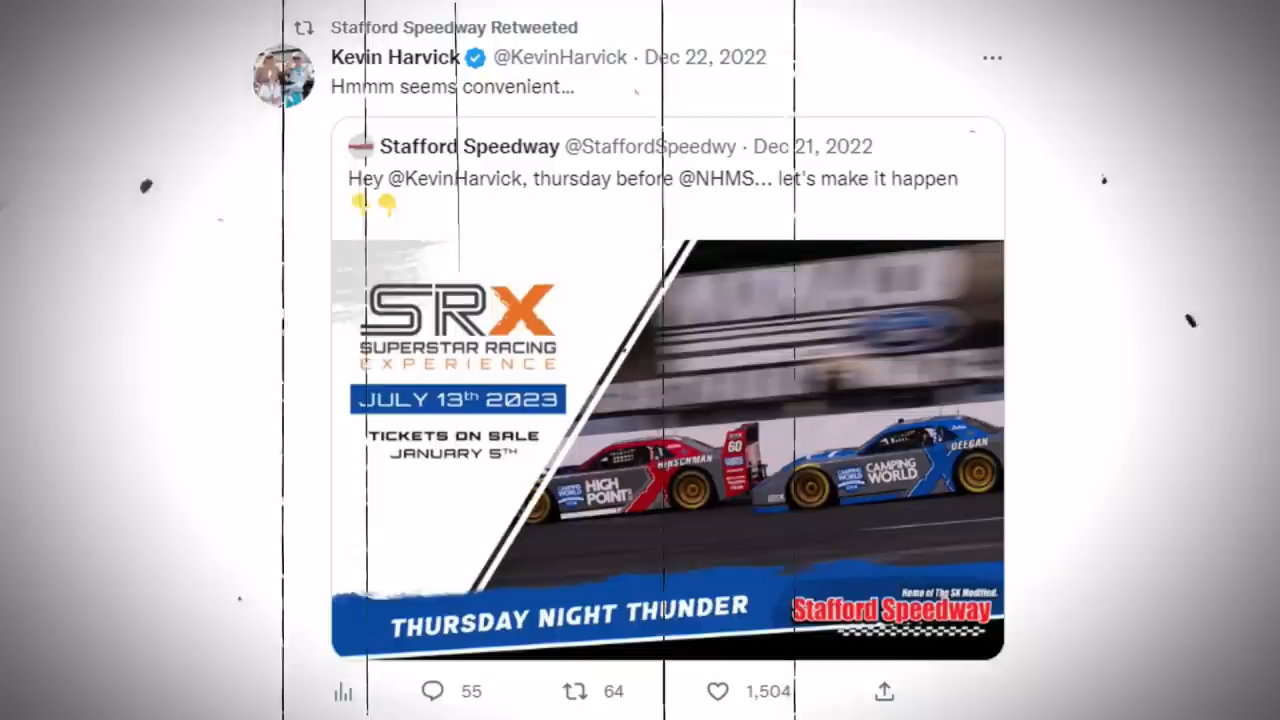 Stafford Speedway Retweeted
Kevin Harvick @KevinHarvick · Dec 22, 2022
Hmmm seems convenient...
Stafford Speedway @StaffordSpeedwy · Dec 21, 2022
Hey @KevinHarvick, thursday before @NHMS... let's make it happen
👇👇
SRX
SUPERSTAR RACING
EXPERIENCE
JULY 13th 2023
TICKETS ON SALE
JANUARY 5TH
60
HIRSCHMAN
HIGH
POINT
CAMPING
WORLD
DEEGAN
CAMPING
WORLD
CAMPING
WORLD
THURSDAY NIGHT THUNDER
Home of The SK Modified.
Stafford Speedway
55
64
1,504